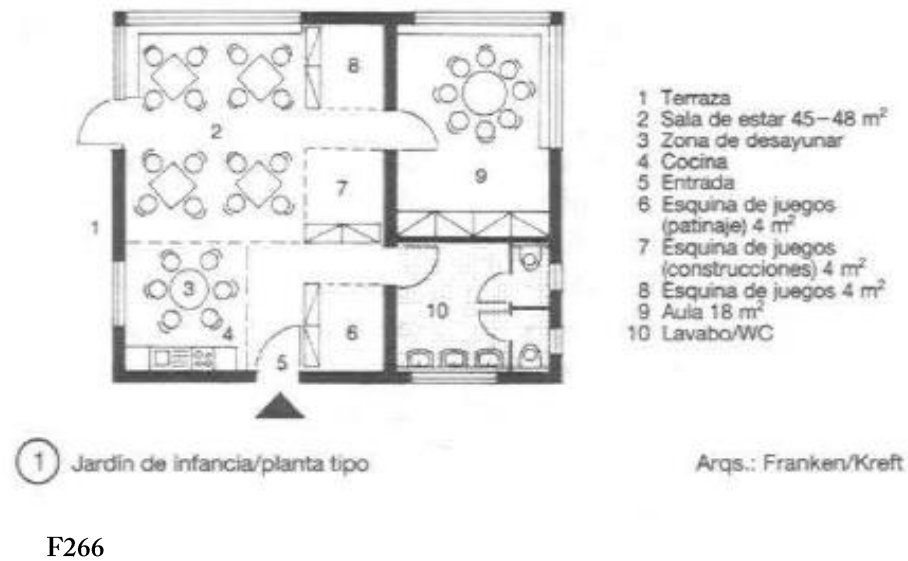 8
2
9
7
1
3
10
4
6
5
1 Terraza
2 Sala de estar 45–48 m²
3 Zona de desayunar
4 Cocina
5 Entrada
6 Esquina de juegos
(patinaje) 4 m²
7 Esquina de juegos
(construcciones) 4 m²
8 Esquina de juegos 4 m²
9 Aula 18 m²
10 Lavabo/WC
1 Jardín de infancia/planta tipo
Arqs.: Franken/Kreft
F266